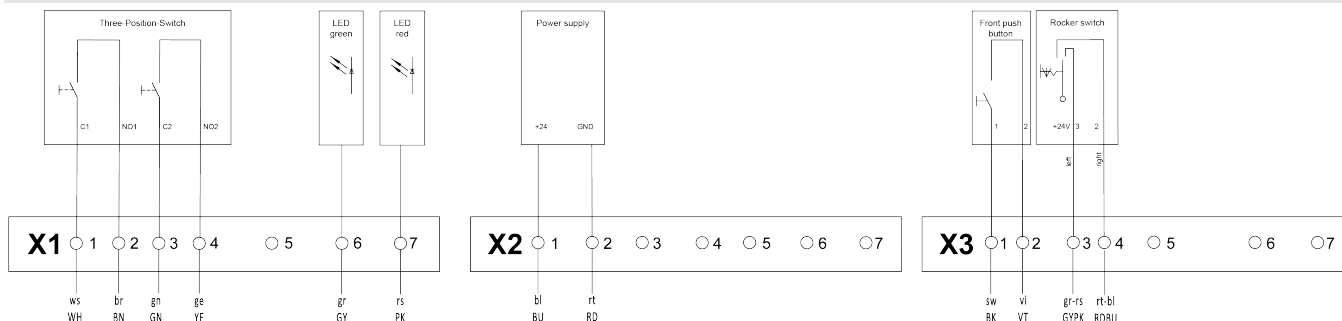 Three-Position-Switch
LED
green
LED
red
Power supply
Front push
button
Rocker switch
C1 NO1 C2 NO2
+24 GND
1 2
+24V 3 2
left
right
X1 1 2 3 4 5 6 7
X2 1 2 3 4 5 6 7
X3 1 2 3 4 5 6 7
ws br gn ge gr rs
WH BN GN YE GY PK
bl rt
BU RD
sw vi gr-rs rt-bl
BK VT GYPK RDBU